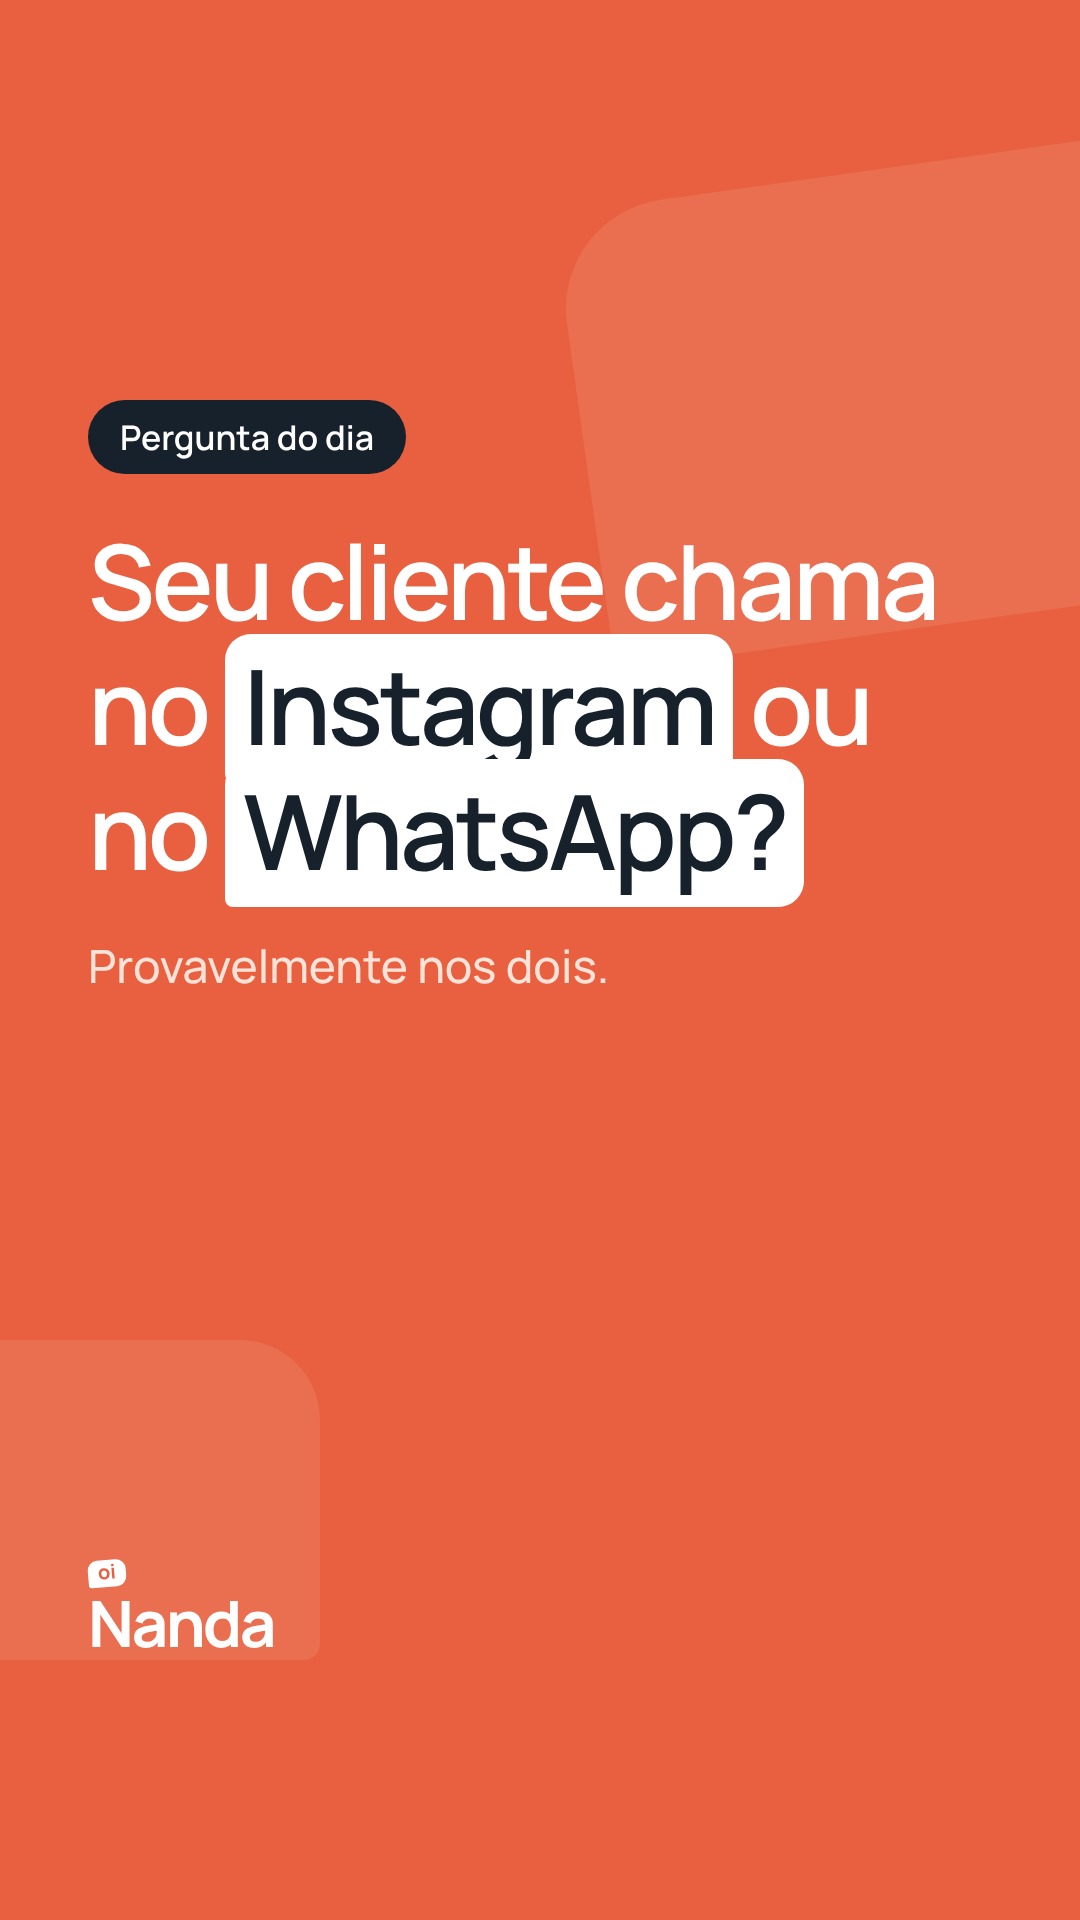 Pergunta do dia
Seu cliente chama
no Instagram ou
no WhatsApp?
Provavelmente nos dois.
oi
Nanda